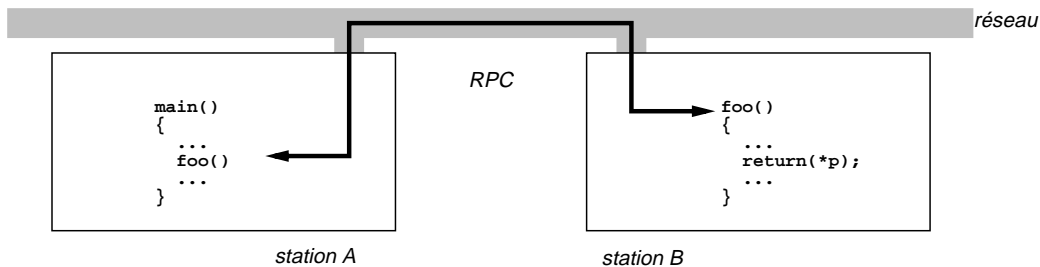 réseau
RPC
main()
{
...
foo()
...
}
foo()
{
...
return(*p);
...
}
station A
station B